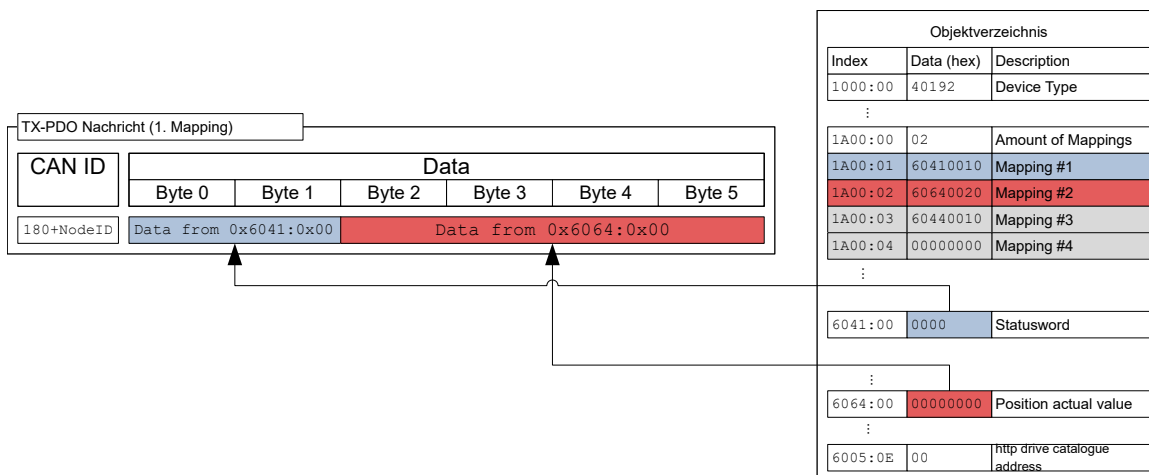 Objektverzeichnis
Index Data (hex) Description
1000:00 40192 Device Type
⋮
1A00:00 02 Amount of Mappings
1A00:01 60410010 Mapping #1
1A00:02 60640020 Mapping #2
1A00:03 60440010 Mapping #3
1A00:04 00000000 Mapping #4
⋮
6041:00 0000 Statusword
⋮
6064:00 00000000 Position actual value
⋮
6005:0E 00 http drive catalogue
address
TX-PDO Nachricht (1. Mapping)
CAN ID Data
Byte 0 Byte 1 Byte 2 Byte 3 Byte 4 Byte 5
180+NodeID Data from 0x6041:0x00 Data from 0x6064:0x00